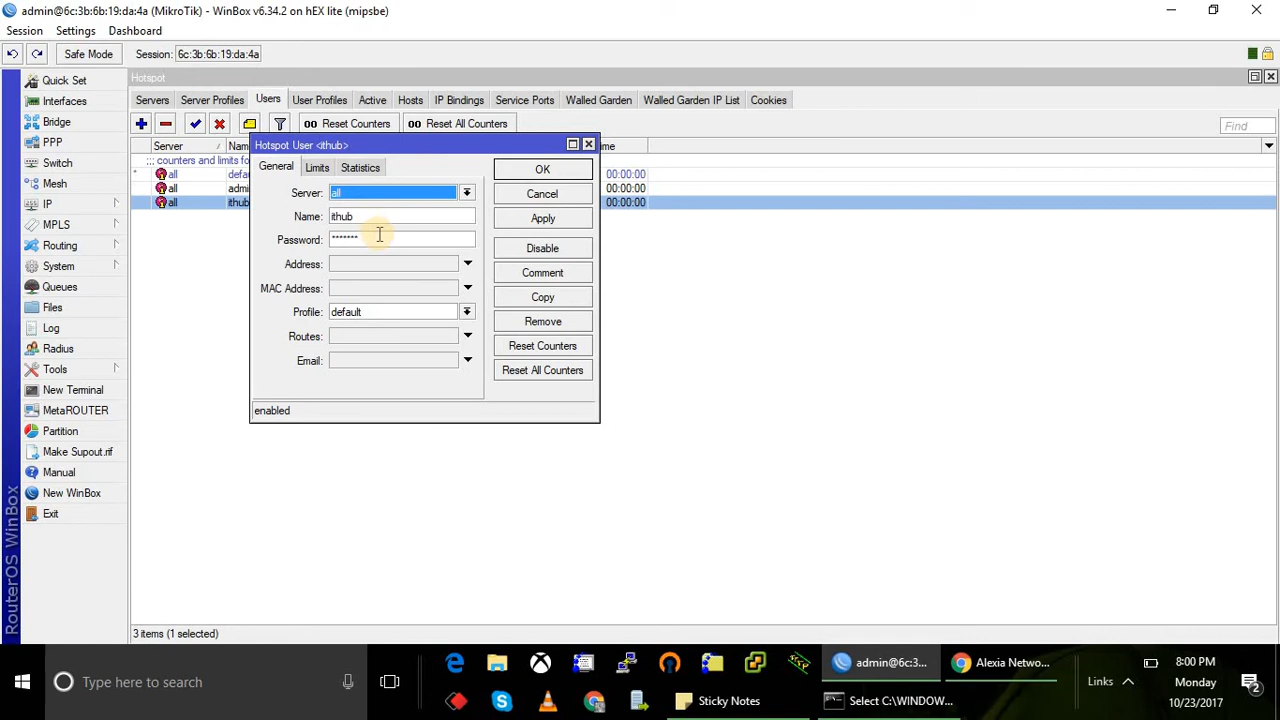 admin@6c:3b:6b:19:da:4a (MikroTik) - WinBox v6.34.2 on hEX lite (mipsbe)
Session Settings Dashboard
Safe Mode Session: 6c:3b:6b:19:da:4a
Quick Set
Interfaces
Bridge
PPP
Switch
Mesh
IP
MPLS
Routing
System
Queues
Files
Log
Radius
Tools
New Terminal
MetaROUTER
Partition
Make Supout.rif
Manual
New WinBox
Exit
RouterOS WinBox
Hotspot
Servers Server Profiles Users User Profiles Active Hosts IP Bindings Service Ports Walled Garden Walled Garden IP List Cookies
00 Reset Counters 00 Reset All Counters Find
Server
::: counters and limits fo
* all 00:00:00
all admin 00:00:00
all ithub 00:00:00
3 items (1 selected)
Hotspot User <ithub>
General Limits Statistics
Server: all
Name: ithub
Password: *******
Address:
MAC Address:
Profile: default
Routes:
Email:
OK
Cancel
Apply
Disable
Comment
Copy
Remove
Reset Counters
Reset All Counters
enabled
Type here to search
admin@6c:3... Alexia Netwo...
Sticky Notes Select C:\WINDOW...
Links
8:00 PM
Monday
10/23/2017
2